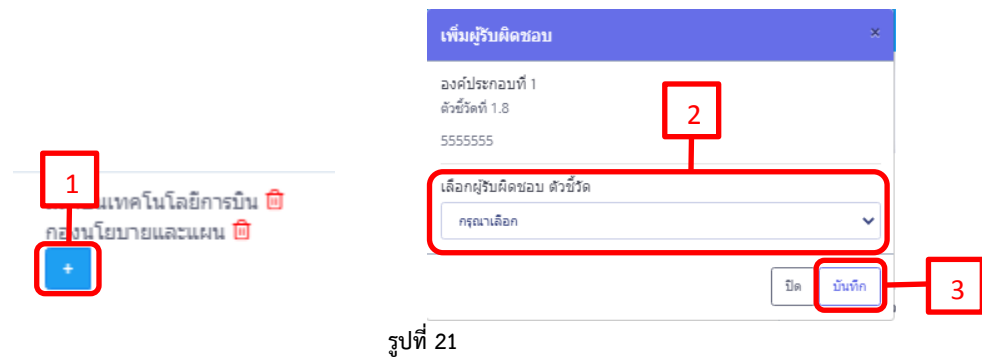 เพิ่มผู้รับผิดชอบ ×
องค์ประกอบที่ 1
ตัวชี้วัดที่ 1.8
5555555
2
1
เทคโนโลยีการบิน
กองนโยบายและแผน
+
เลือกผู้รับผิดชอบ ตัวชี้วัด
กรุณาเลือก
ปิด
บันทึก
3
รูปที่ 21